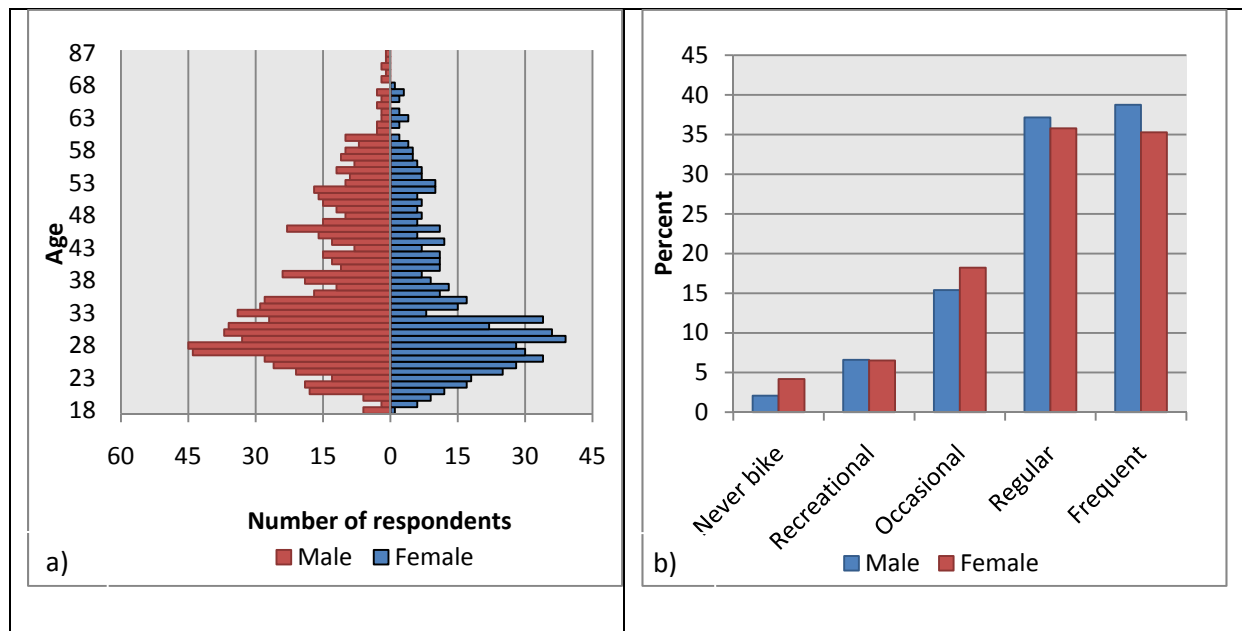 87
68
63
58
53
48
43
38
33
28
23
18
Age
60 45 30 15 0 15 30 45
Number of respondents
Male Female
a)
45
40
35
30
25
20
15
10
5
0
Percent
Never bike
Recreational
Occasional
Regular
Frequent
Male Female
b)